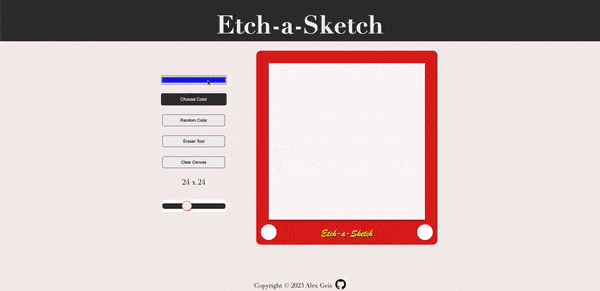 Etch-a-Sketch
Choose Color
Random Color
Eraser Tool
Clear Canvas
24 x 24
Etch-a-Sketch
Copyright © 2023 Alex Geis